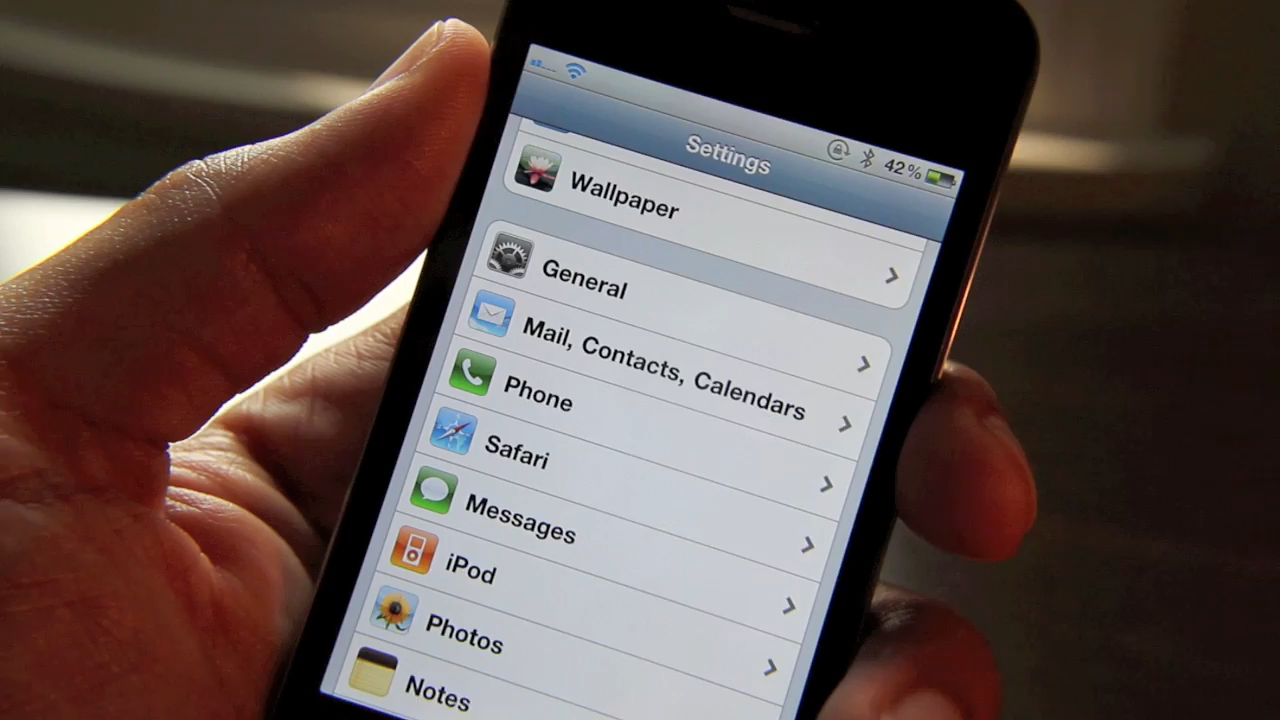 42%
Settings
Wallpaper
General
Mail, Contacts, Calendars
Phone
Safari
Messages
iPod
Photos
Notes